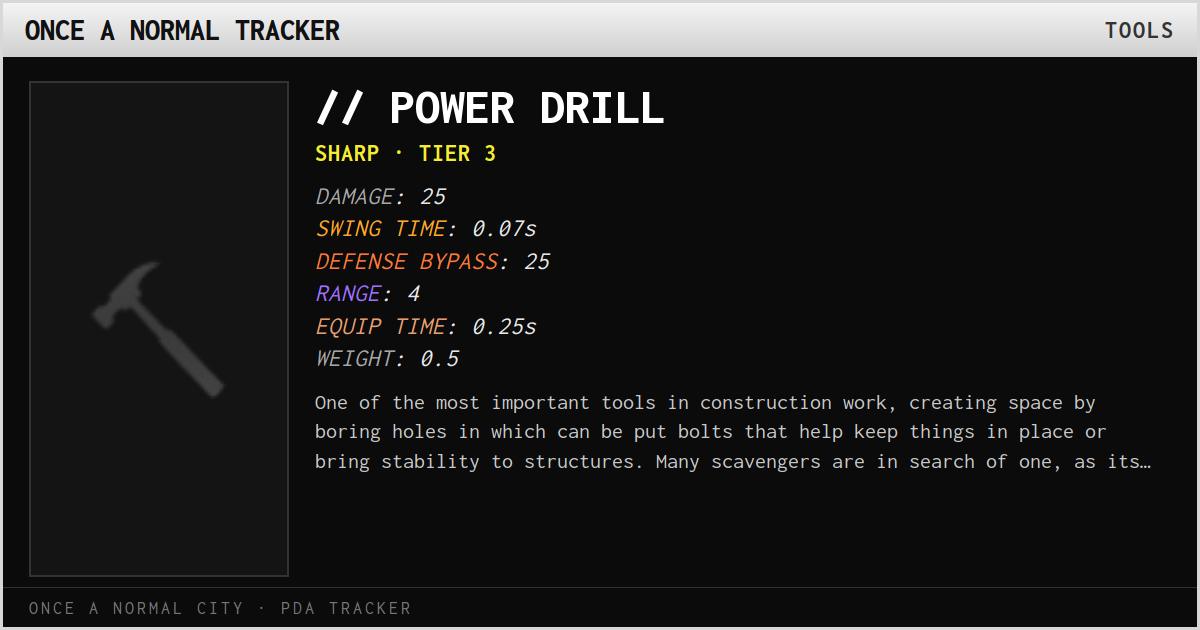 ONCE A NORMAL TRACKER
TOOLS
// POWER DRILL
SHARP · TIER 3
DAMAGE: 25
SWING TIME: 0.07s
DEFENSE BYPASS: 25
RANGE: 4
EQUIP TIME: 0.25s
WEIGHT: 0.5
One of the most important tools in construction work, creating space by
boring holes in which can be put bolts that help keep things in place or
bring stability to structures. Many scavengers are in search of one, as its…
ONCE A NORMAL CITY · PDA TRACKER